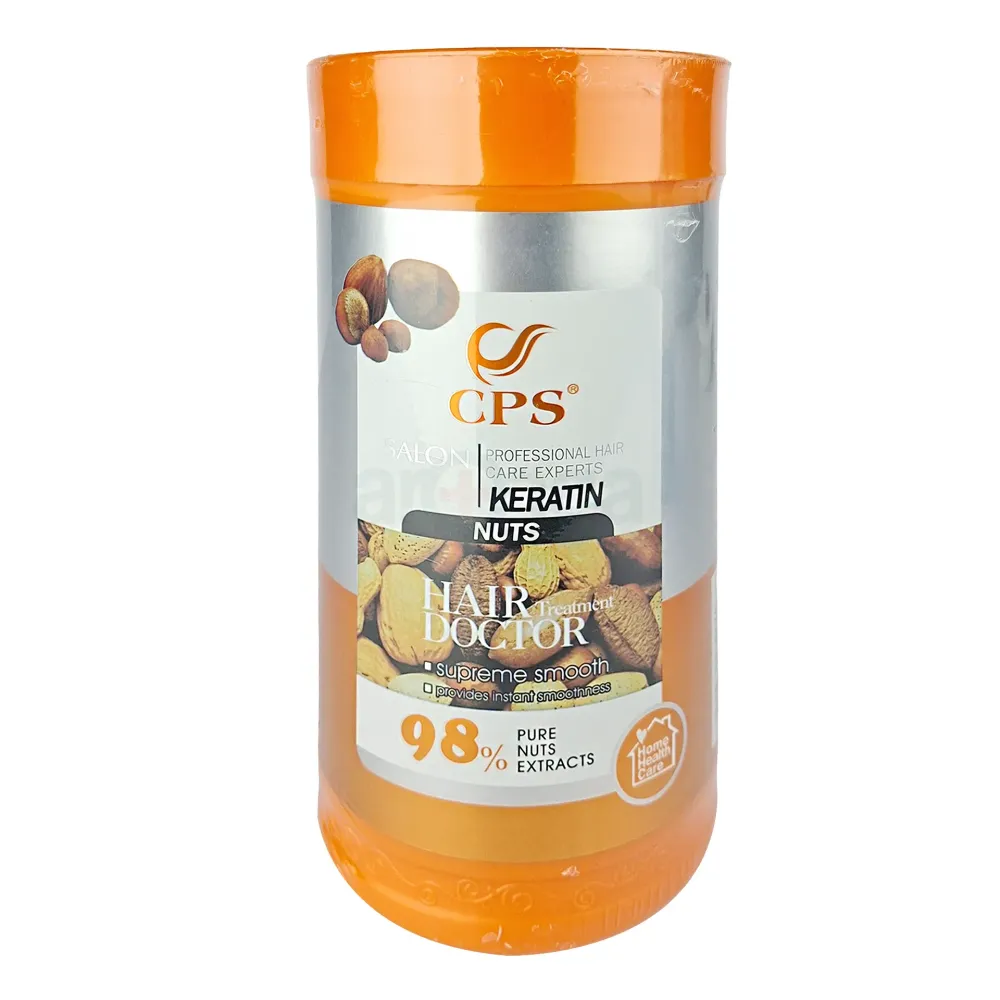 CPS®
SALON
PROFESSIONAL HAIR
CARE EXPERTS
KERATIN
NUTS
HAIR Treatment
DOCTOR
supreme smooth
provides instant smoothness
98%
PURE
NUTS
EXTRACTS
Home
Health
Care